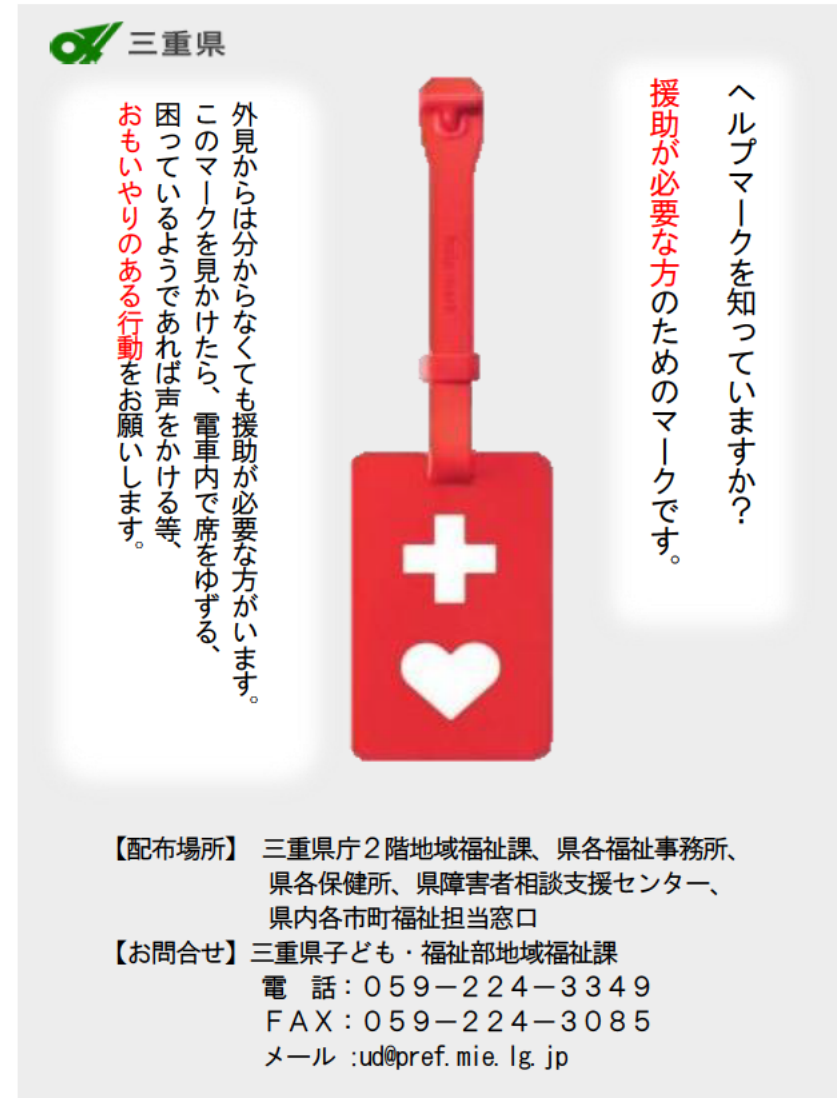 三重県
ヘルプマークを知っていますか？
援助が必要な方のためのマークです。
外見からは分からなくても援助が必要な方がいます。
このマークを見かけたら、電車内で席をゆずる、
困っているようであれば声をかける等、
おもいやりのある行動をお願いします。
【配布場所】 三重県庁２階地域福祉課、県各福祉事務所、
県各保健所、県障害者相談支援センター、
県内各市町福祉担当窓口
【お問合せ】三重県子ども・福祉部地域福祉課
電　話：０５９－２２４－３３４９
ＦＡＸ：０５９－２２４－３０８５
メール :ud@pref.mie.lg.jp